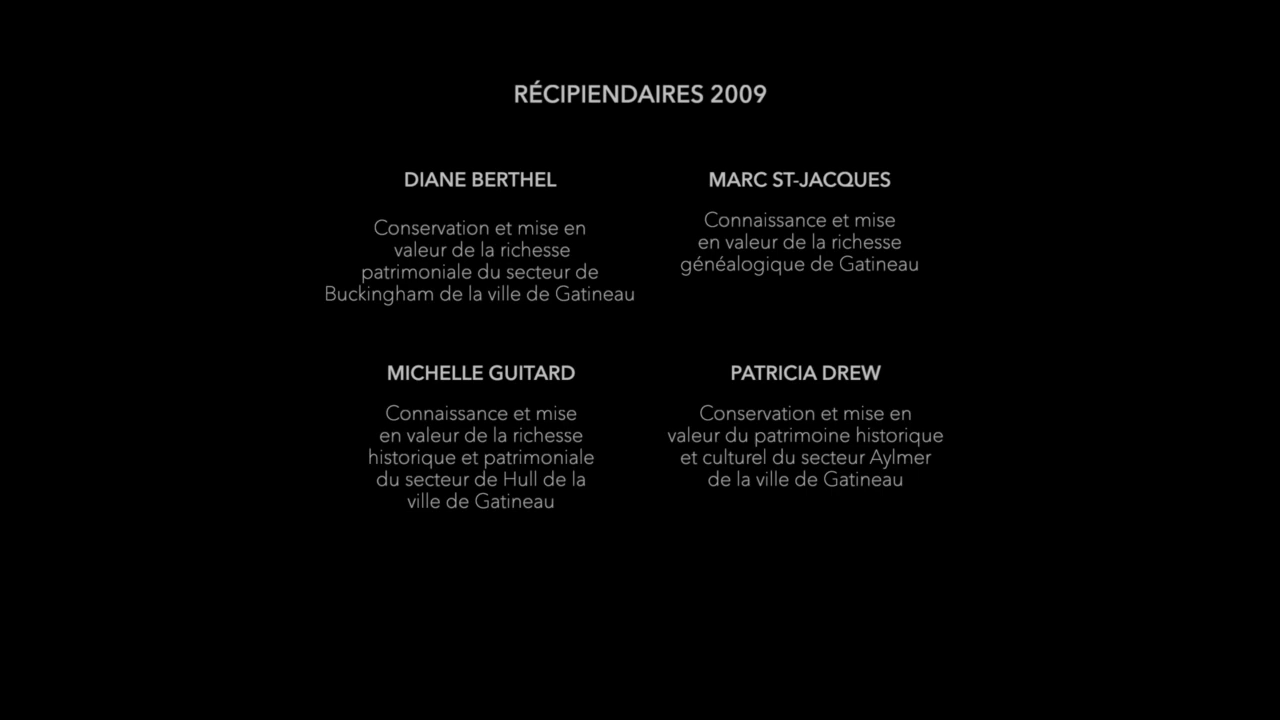 RÉCIPIENDAIRES 2009
DIANE BERTHEL
Conservation et mise en
valeur de la richesse
patrimoniale du secteur de
Buckingham de la ville de Gatineau
MARC ST-JACQUES
Connaissance et mise
en valeur de la richesse
généalogique de Gatineau
MICHELLE GUITARD
Connaissance et mise
en valeur de la richesse
historique et patrimoniale
du secteur de Hull de la
ville de Gatineau
PATRICIA DREW
Conservation et mise en
valeur du patrimoine historique
et culturel du secteur Aylmer
de la ville de Gatineau